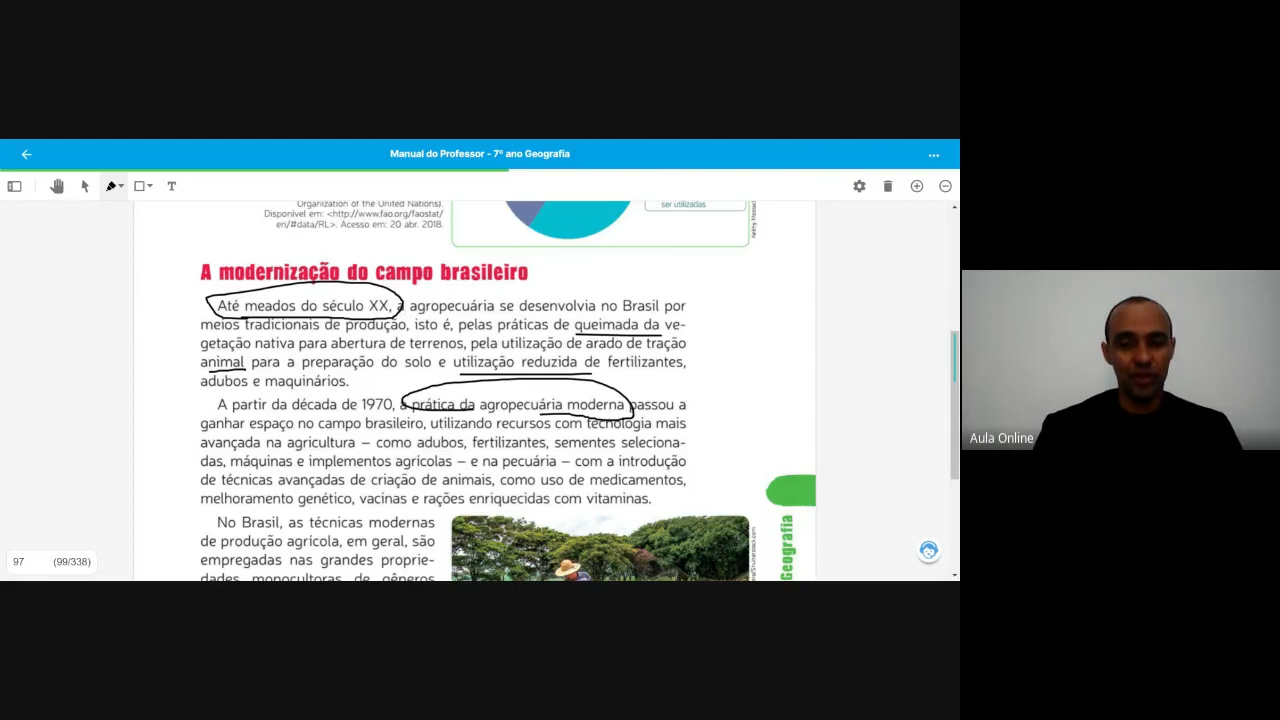 Manual do Professor - 7º ano Geografia
T
Organization of the United Nations).
Disponível em: <http://www.fao.org/faostat/
en/#data/RL>. Acesso em: 20 abr. 2018.
ser utilizadas
A modernização do campo brasileiro
Até meados do século XX, a agropecuária se desenvolvia no Brasil por
meios tradicionais de produção, isto é, pelas práticas de queimada da ve-
getação nativa para abertura de terrenos, pela utilização de arado de tração
animal para a preparação do solo e utilização reduzida de fertilizantes,
adubos e maquinários.
A partir da década de 1970, a prática da agropecuária moderna passou a
ganhar espaço no campo brasileiro, utilizando recursos com tecnologia mais
avançada na agricultura – como adubos, fertilizantes, sementes seleciona-
das, máquinas e implementos agrícolas – e na pecuária – com a introdução
de técnicas avançadas de criação de animais, como uso de medicamentos,
melhoramento genético, vacinas e rações enriquecidas com vitaminas.
No Brasil, as técnicas modernas
de produção agrícola, em geral, são
empregadas nas grandes proprie-
dades monocultoras de gêneros
Geografia
97 (99/338)
Aula Online